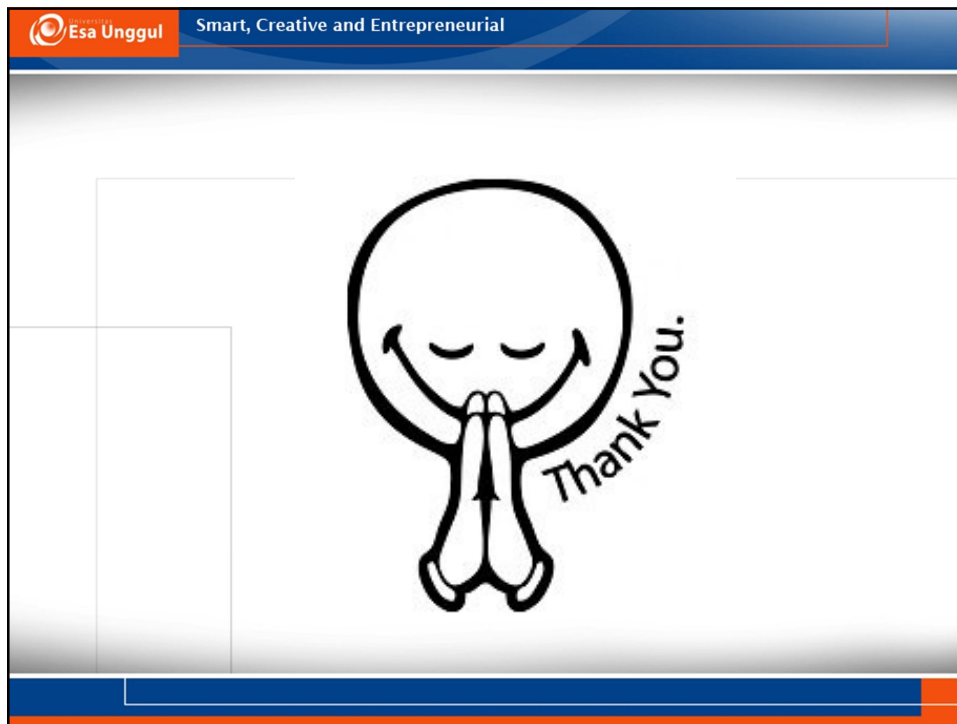 Universitas
Esa Unggul
Smart, Creative and Entrepreneurial
Thank You.